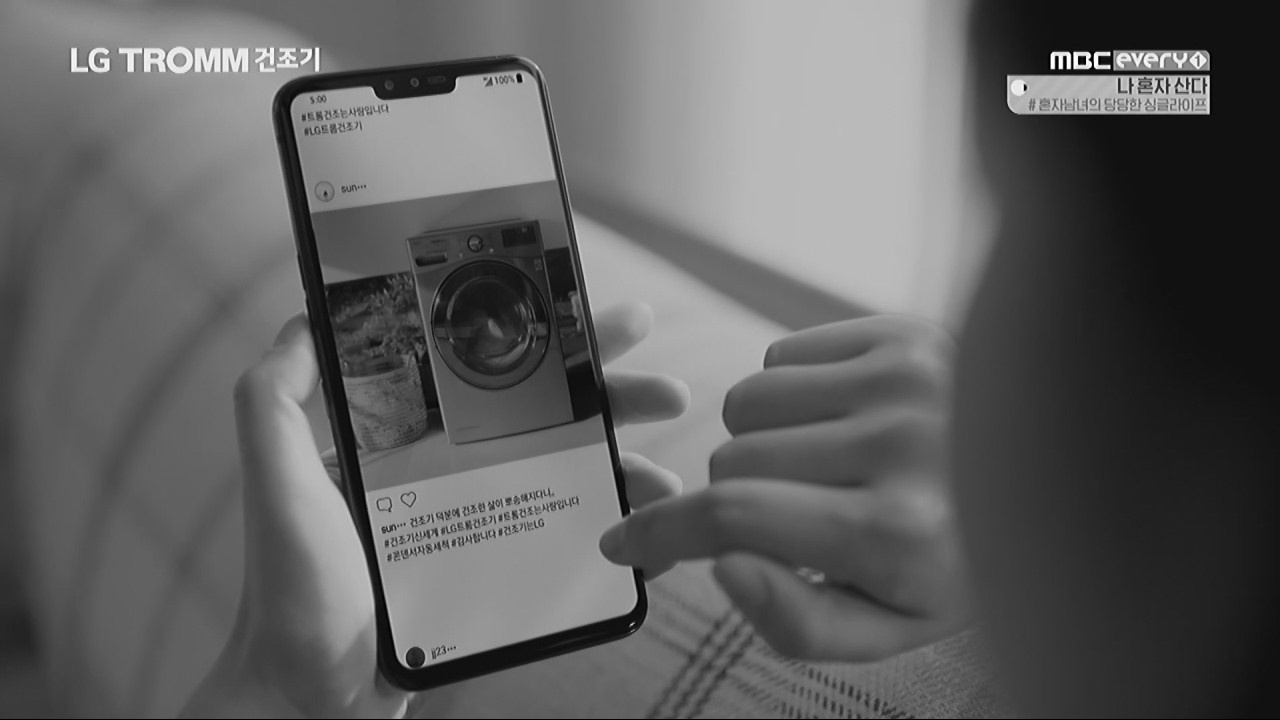 LG TROMM 건조기
MBC every1
나 혼자 산다
# 혼자남녀의 당당한 싱글라이프
5:00
100%
#트롬건조는사랑입니다
#LG트롬건조기
sun···
sun··· 건조기 덕분에 건조한 삶이 뽀송해지다니,
#건조기신세계 #LG트롬건조기 #트롬건조는사랑입니다
#콘덴서자동세척 #감사합니다 #건조기는LG
jj23···